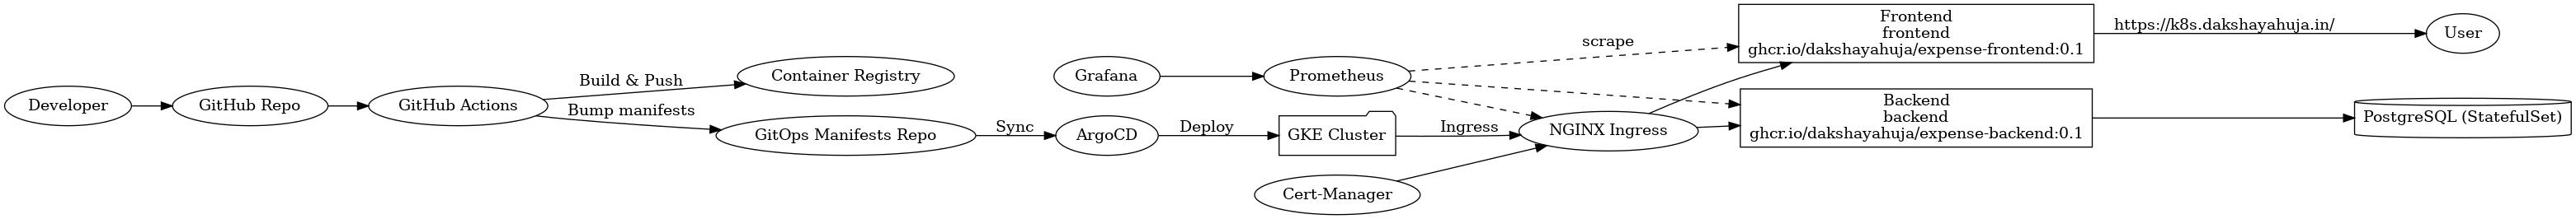 Developer
GitHub Repo
GitHub Actions
Build & Push
Container Registry
Bump manifests
GitOps Manifests Repo
Sync
Grafana
ArgoCD
Deploy
Prometheus
GKE Cluster
Cert-Manager
scrape
Ingress
NGINX Ingress
Frontend
frontend
ghcr.io/dakshayahuja/expense-frontend:0.1
Backend
backend
ghcr.io/dakshayahuja/expense-backend:0.1
https://k8s.dakshayahuja.in/
User
PostgreSQL (StatefulSet)